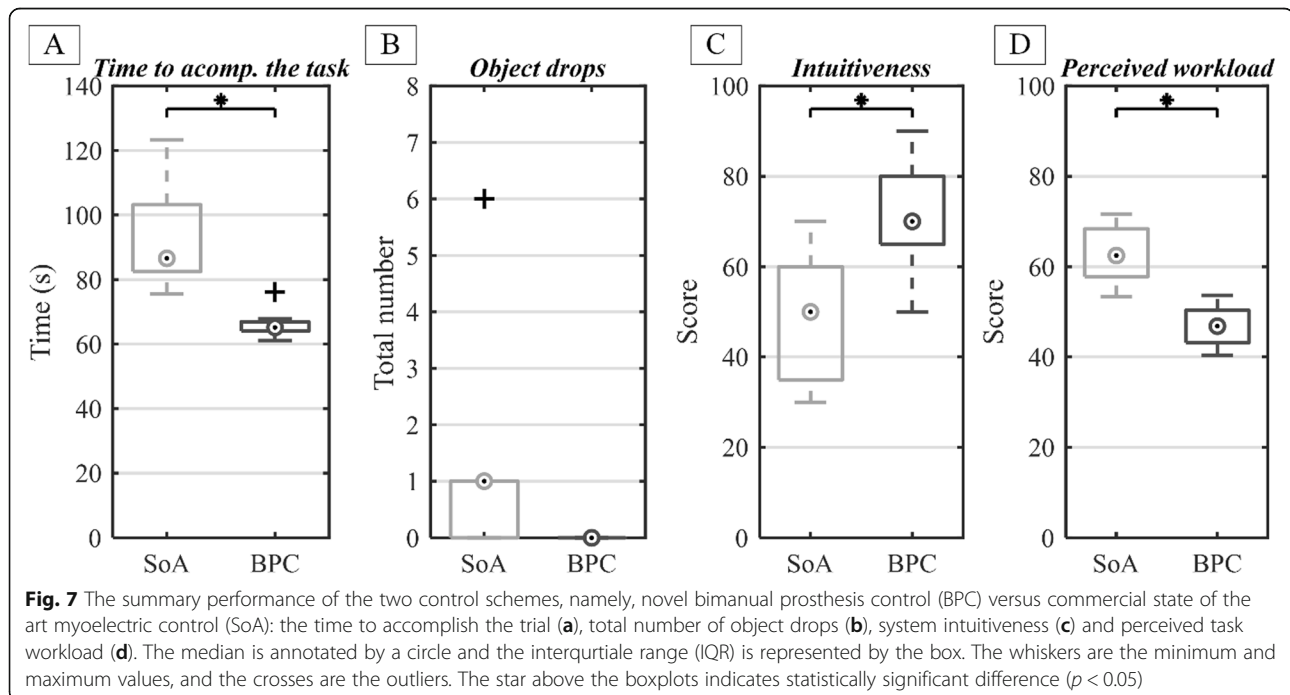 A
Time to acomp. the task
*
140
120
100
80
60
40
20
0
Time (s)
SoA BPC
B
Object drops
8
7
6
5
4
3
2
1
0
Total number
SoA BPC
C
Intuitiveness
*
100
80
60
40
20
0
Score
SoA BPC
D
Perceived workload
*
100
80
60
40
20
0
Score
SoA BPC
Fig. 7 The summary performance of the two control schemes, namely, novel bimanual prosthesis control (BPC) versus commercial state of the
art myoelectric control (SoA): the time to accomplish the trial (a), total number of object drops (b), system intuitiveness (c) and perceived task
workload (d). The median is annotated by a circle and the interqurtiale range (IQR) is represented by the box. The whiskers are the minimum and
maximum values, and the crosses are the outliers. The star above the boxplots indicates statistically significant difference (p < 0.05)